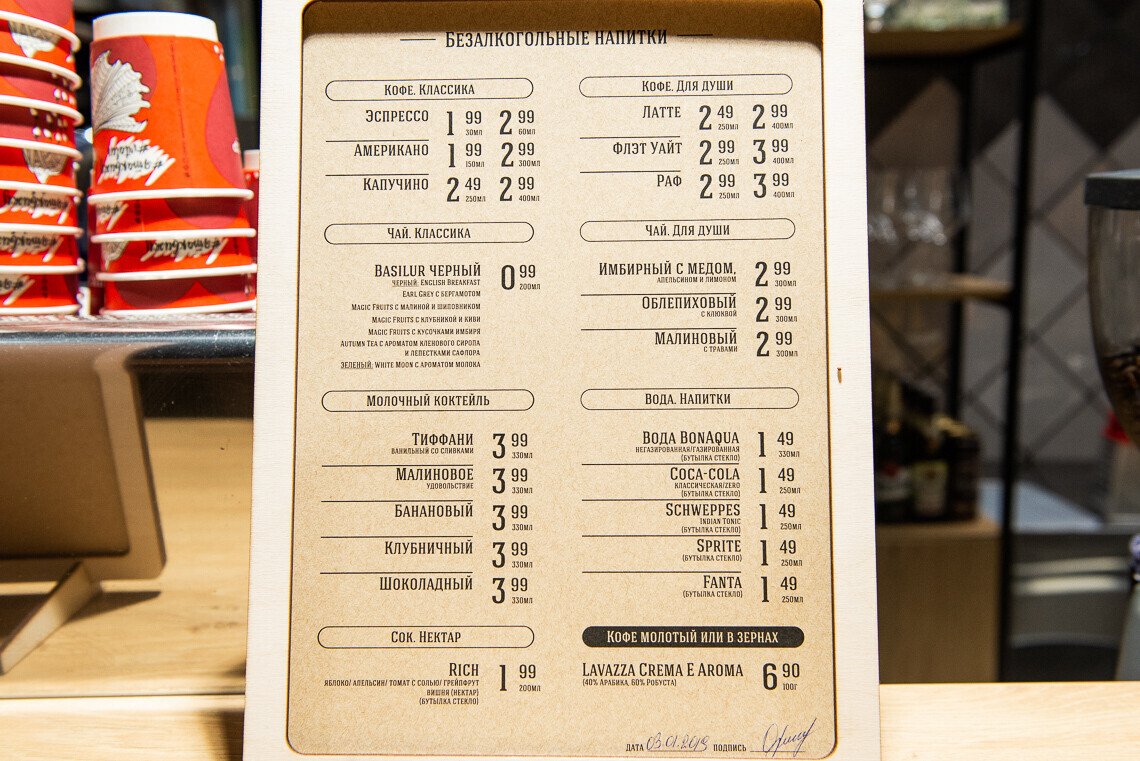 БЕЗАЛКОГОЛЬНЫЕ НАПИТКИ
КОФЕ. КЛАССИКА
ЭСПРЕССО 1 99 30МЛ 2 99 60МЛ
АМЕРИКАНО 1 99 150МЛ 2 99 300МЛ
КАПУЧИНО 2 49 250МЛ 2 99 400МЛ
КОФЕ. ДЛЯ ДУШИ
ЛАТТЕ 2 49 250МЛ 2 99 400МЛ
ФЛЭТ УАЙТ 2 99 250МЛ 3 99 400МЛ
РАФ 2 99 250МЛ 3 99 400МЛ
ЧАЙ. КЛАССИКА
BASILUR ЧЕРНЫЙ 0 99 200МЛ
ЧЕРНЫЙ: ENGLISH BREAKFAST
EARL GREY С БЕРГАМОТОМ
MAGIC FRUITS С МАЛИНОЙ И ШИПОВНИКОМ
MAGIC FRUITS С КЛУБНИКОЙ И КИВИ
MAGIC FRUITS С КУСОЧКАМИ ИМБИРЯ
AUTUMN TEA С АРОМАТОМ КЛЕНОВОГО СИРОПА
И ЛЕПЕСТКАМИ САФЛОРА
ЗЕЛЕНЫЙ: WHITE MOON С АРОМАТОМ МОЛОКА
ЧАЙ. ДЛЯ ДУШИ
ИМБИРНЫЙ С МЕДОМ, 2 99 300МЛ
АПЕЛЬСИНОМ И ЛИМОНОМ
ОБЛЕПИХОВЫЙ 2 99 300МЛ
С КЛЮКВОЙ
МАЛИНОВЫЙ 2 99 300МЛ
С ТРАВАМИ
МОЛОЧНЫЙ КОКТЕЙЛЬ
ТИФФАНИ 3 99 330МЛ
ВАНИЛЬНЫЙ СО СЛИВКАМИ
МАЛИНОВОЕ 3 99 330МЛ
УДОВОЛЬСТВИЕ
БАНАНОВЫЙ 3 99 330МЛ
КЛУБНИЧНЫЙ 3 99 330МЛ
ШОКОЛАДНЫЙ 3 99 330МЛ
ВОДА. НАПИТКИ
ВОДА BONAQUA 1 49 330МЛ
НЕГАЗИРОВАННАЯ/ГАЗИРОВАННАЯ
(БУТЫЛКА СТЕКЛО)
COCA-COLA 1 49 250МЛ
КЛАССИЧЕСКАЯ/ZERO
(БУТЫЛКА СТЕКЛО)
SCHWEPPES 1 49 250МЛ
INDIAN TONIC
(БУТЫЛКА СТЕКЛО)
SPRITE 1 49 250МЛ
(БУТЫЛКА СТЕКЛО)
FANTA 1 49 250МЛ
(БУТЫЛКА СТЕКЛО)
СОК. НЕКТАР
RICH 1 99 200МЛ
ЯБЛОКО/ АПЕЛЬСИН/ ТОМАТ С СОЛЬЮ/ ГРЕЙПФРУТ
ВИШНЯ (НЕКТАР)
(БУТЫЛКА СТЕКЛО)
КОФЕ МОЛОТЫЙ ИЛИ В ЗЕРНАХ
LAVAZZA CREMA E AROMA 6 90 100Г
(40% АРАБИКА, 60% РОБУСТА)
ДАТА 03.01.2019 ПОДПИСЬ